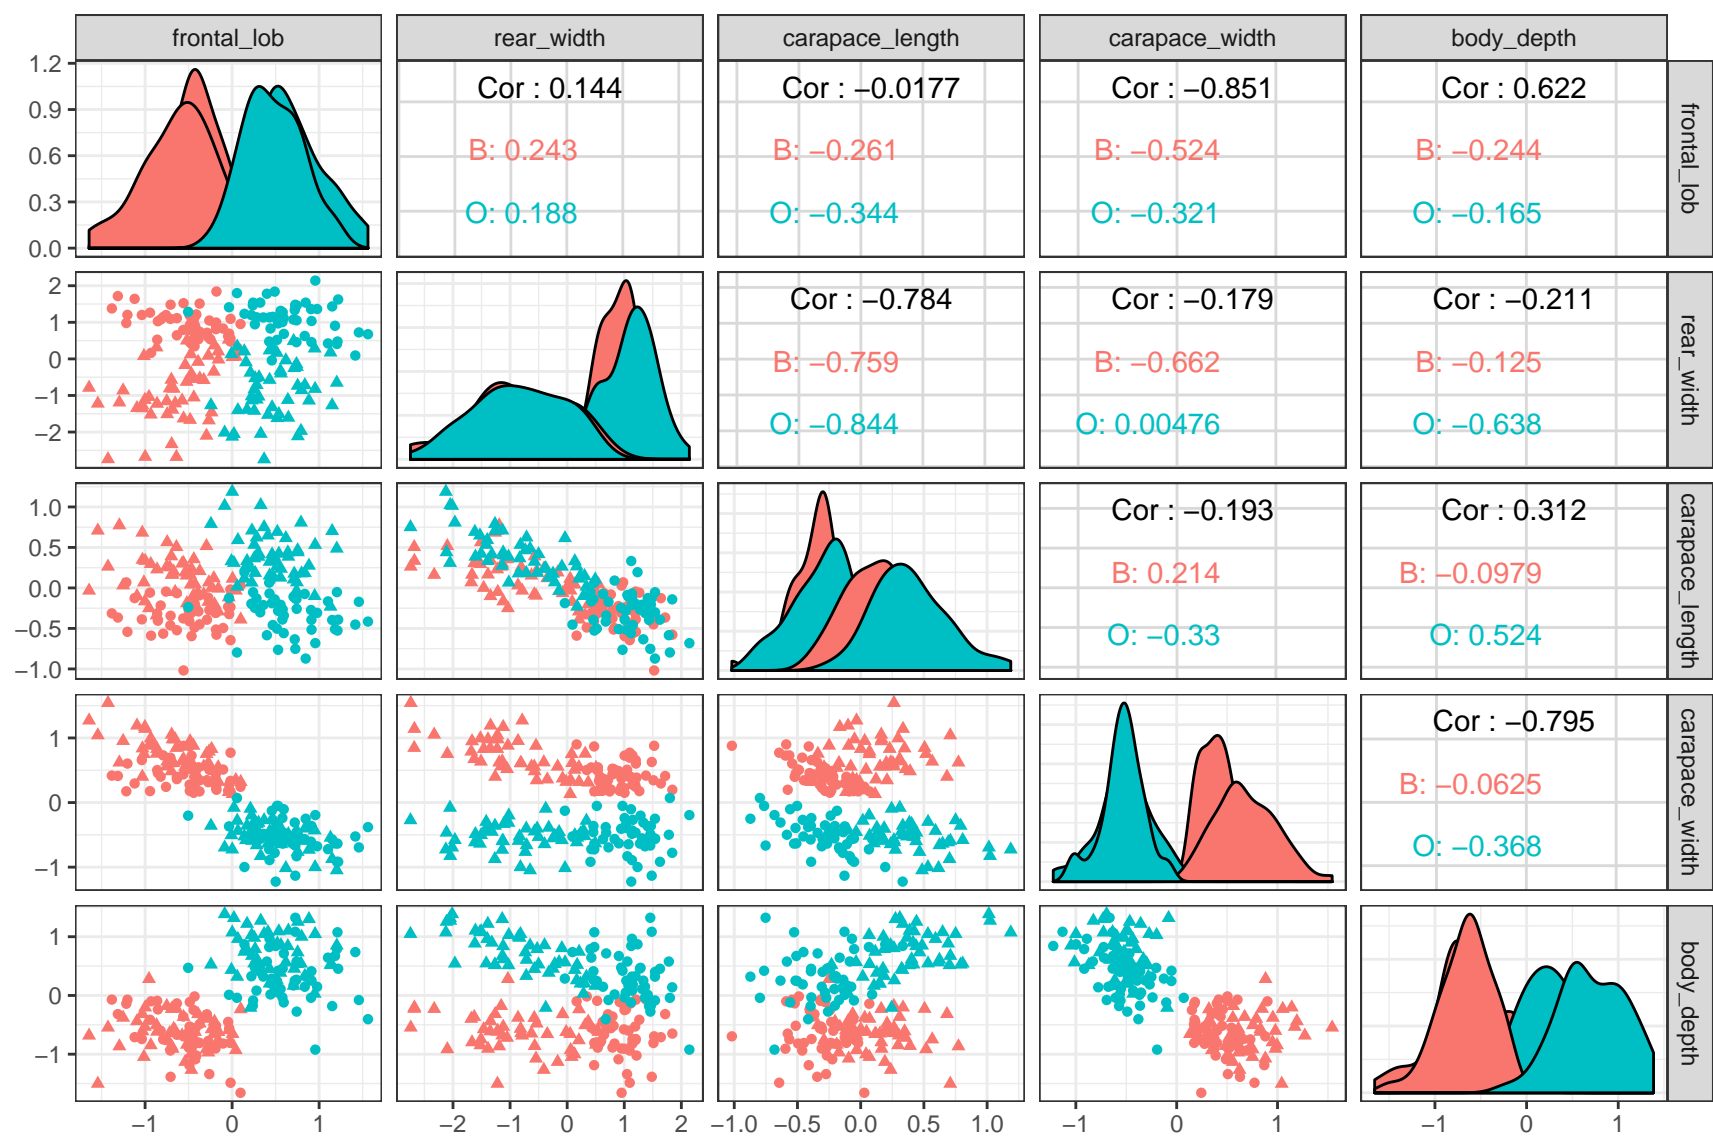 frontal_lob rear_width carapace_length carapace_width body_depth
1.2
0.9
0.6
0.3
0.0
Cor : 0.144
B: 0.243
O: 0.188
Cor : −0.0177
B: −0.261
O: −0.344
Cor : −0.851
B: −0.524
O: −0.321
Cor : 0.622
B: −0.244
O: −0.165
frontal_lob
2
1
0
−1
−2
Cor : −0.784
B: −0.759
O: −0.844
Cor : −0.179
B: −0.662
O: 0.00476
Cor : −0.211
B: −0.125
O: −0.638
rear_width
1.0
0.5
0.0
−0.5
−1.0
Cor : −0.193
B: 0.214
O: −0.33
Cor : 0.312
B: −0.0979
O: 0.524
carapace_length
1
0
−1
Cor : −0.795
B: −0.0625
O: −0.368
carapace_width
1
0
−1
body_depth
−1 0 1 −2 −1 0 1 2 −1.0 −0.5 0.0 0.5 1.0 −1 0 1 −1 0 1